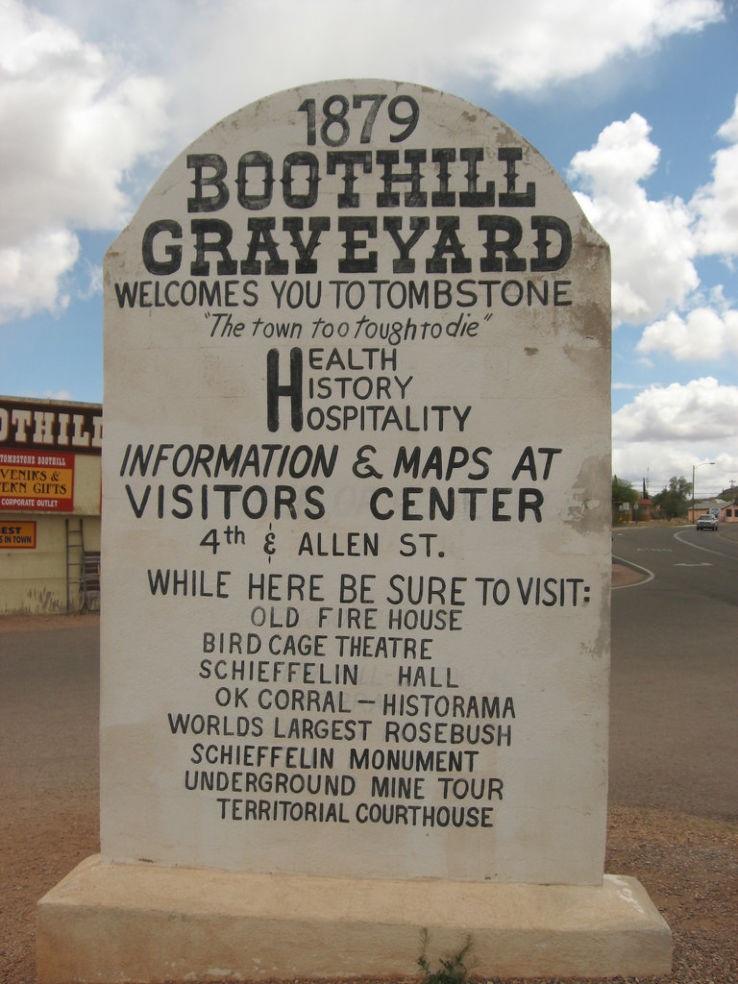 1879
BOOTHILL
GRAVEYARD
WELCOMES YOU TO TOMBSTONE
"The town too tough to die"
HEALTH
HISTORY
HOSPITALITY
INFORMATION & MAPS AT
VISITORS CENTER
4th & ALLEN ST.
WHILE HERE BE SURE TO VISIT:
OLD FIRE HOUSE
BIRD CAGE THEATRE
SCHIEFFELIN HALL
OK CORRAL - HISTORAMA
WORLDS LARGEST ROSEBUSH
SCHIEFFELIN MONUMENT
UNDERGROUND MINE TOUR
TERRITORIAL COURTHOUSE
OTHILL
TOMBSTONE BOOTHILL
VENIRS &
ERN GIFTS
CORPORATE OUTLET
EST
S IN TOWN